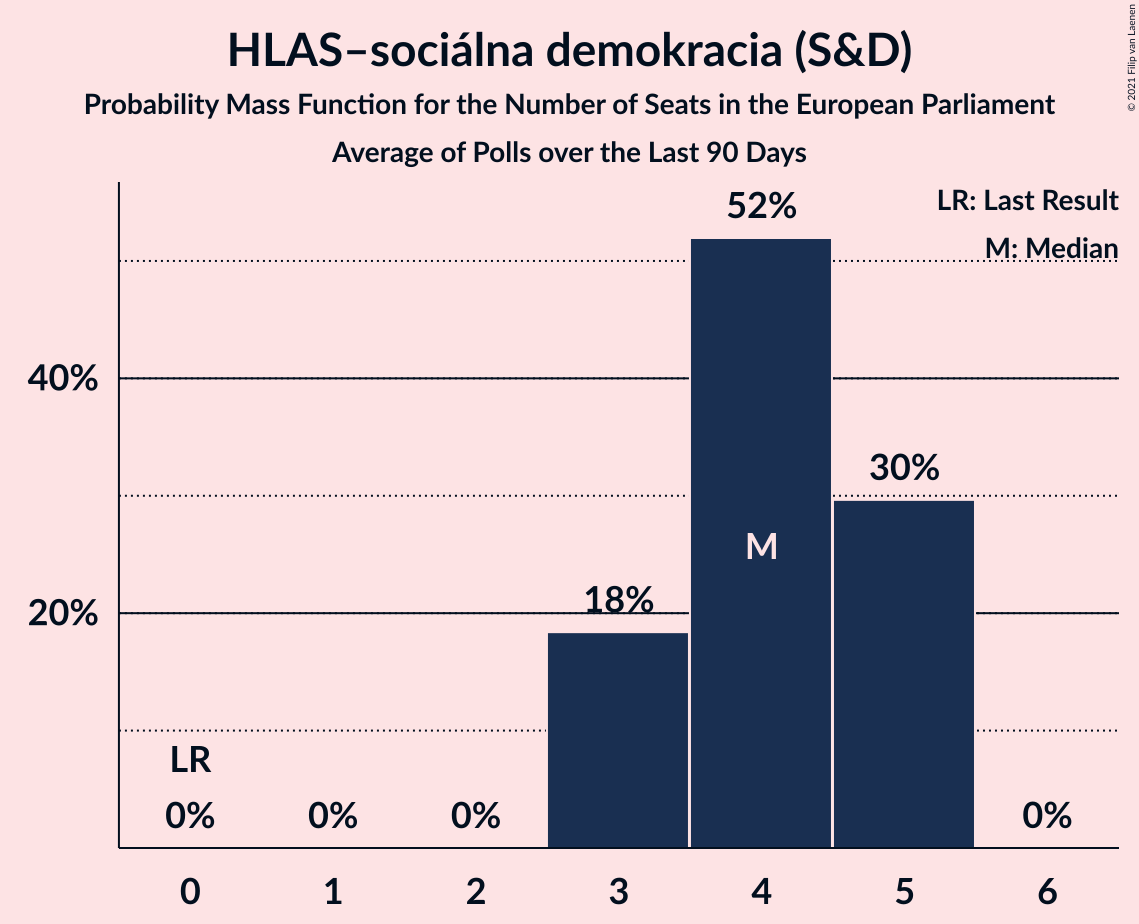 HLAS–sociálna demokracia (S&D)
Probability Mass Function for the Number of Seats in the European Parliament
Average of Polls over the Last 90 Days
© 2021 Filip van Laenen
LR: Last Result
M: Median
52%
40%
30%
M
18%
20%
LR
0%
0%
0%
0%
0
1
2
3
4
5
6